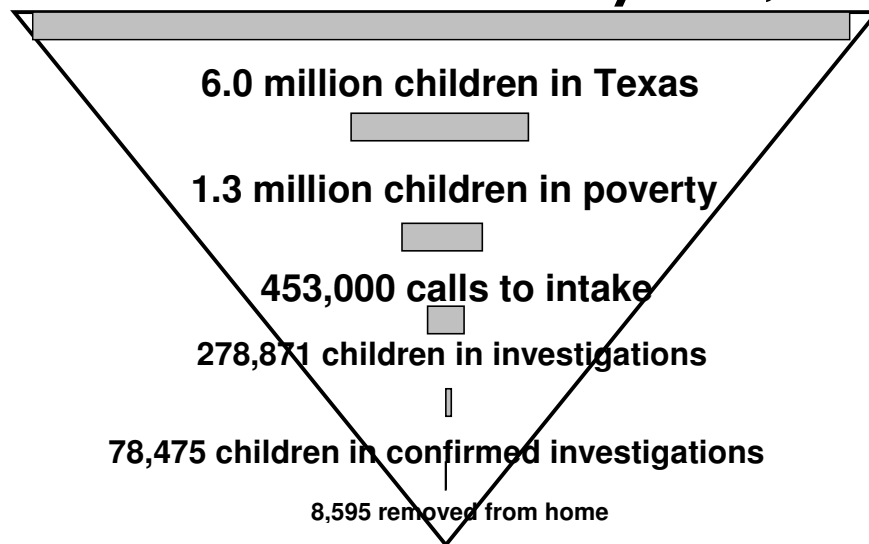 6.0 million children in Texas
1.3 million children in poverty
453,000 calls to intake
278,871 children in investigations
78,475 children in confirmed investigations
8,595 removed from home